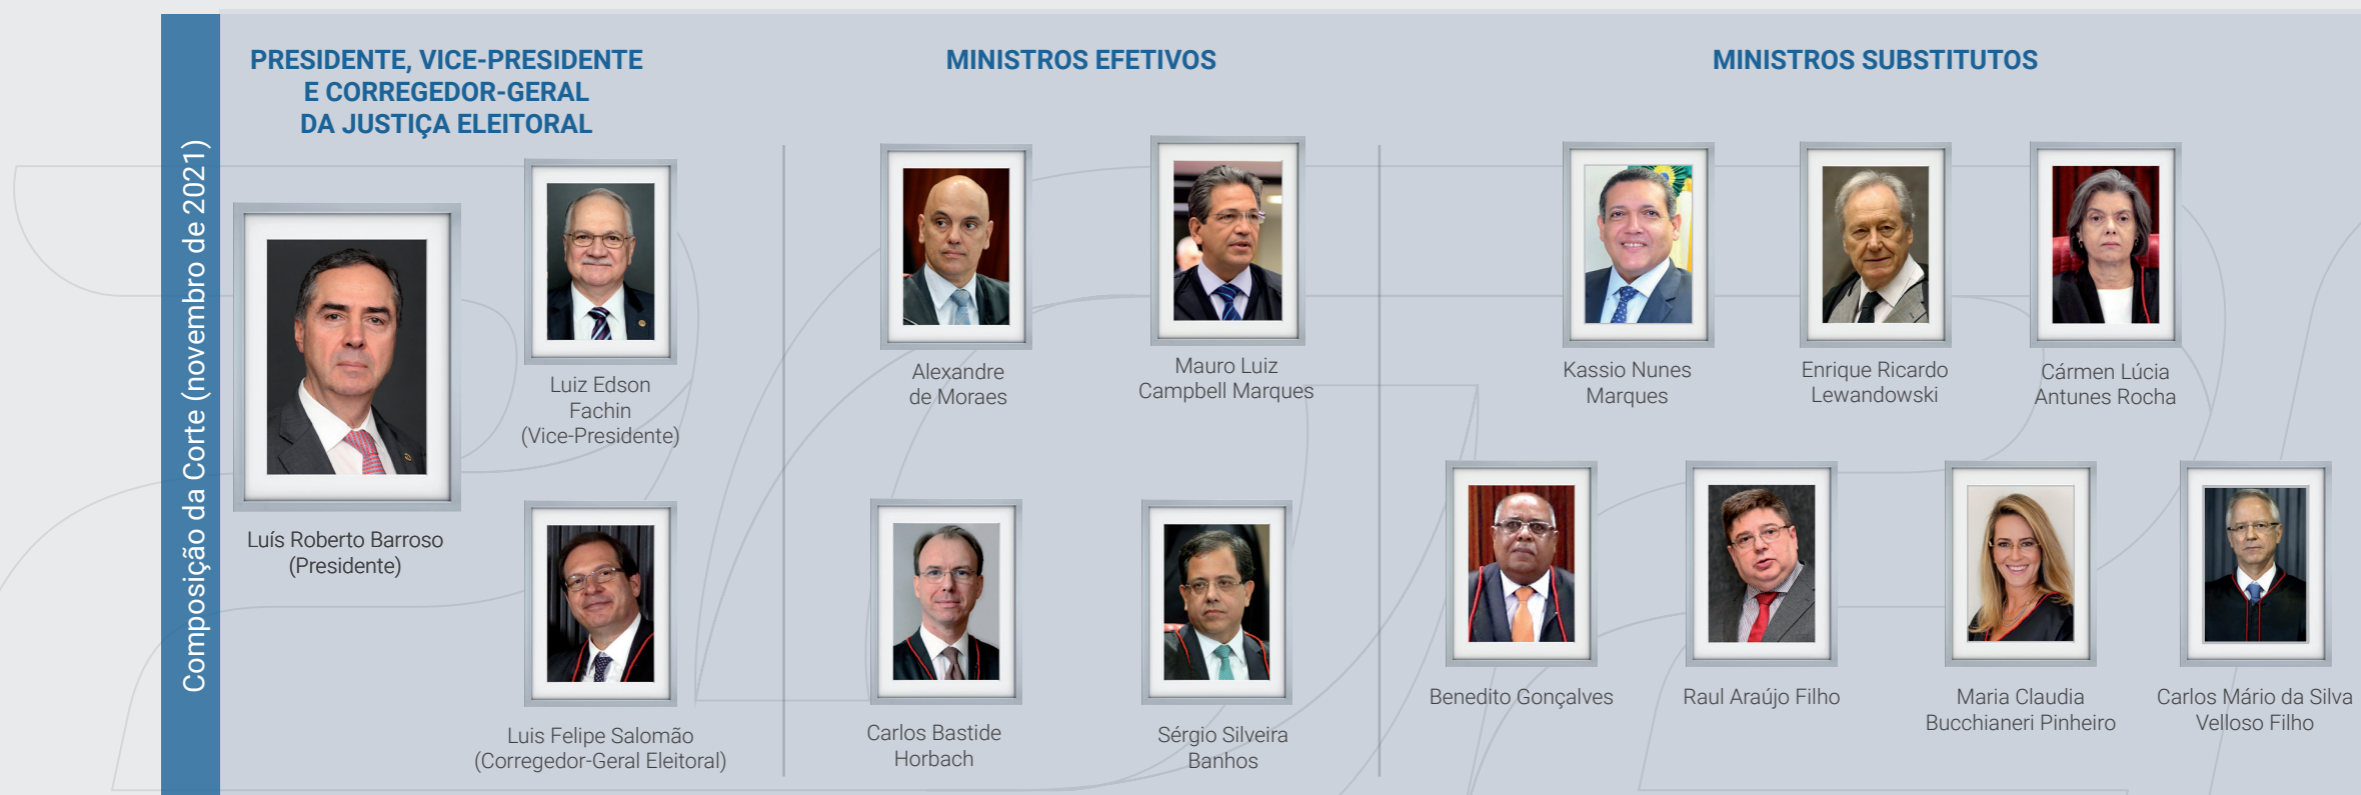 Composição da Corte (novembro de 2021)
PRESIDENTE, VICE-PRESIDENTE
E CORREGEDOR-GERAL
DA JUSTIÇA ELEITORAL
Luís Roberto Barroso
(Presidente)
Luiz Edson
Fachin
(Vice-Presidente)
Luis Felipe Salomão
(Corregedor-Geral Eleitoral)
MINISTROS EFETIVOS
Alexandre
de Moraes
Mauro Luiz
Campbell Marques
Carlos Bastide
Horbach
Sérgio Silveira
Banhos
MINISTROS SUBSTITUTOS
Kassio Nunes
Marques
Enrique Ricardo
Lewandowski
Cármen Lúcia
Antunes Rocha
Benedito Gonçalves
Raul Araújo Filho
Maria Claudia
Bucchianeri Pinheiro
Carlos Mário da Silva
Velloso Filho